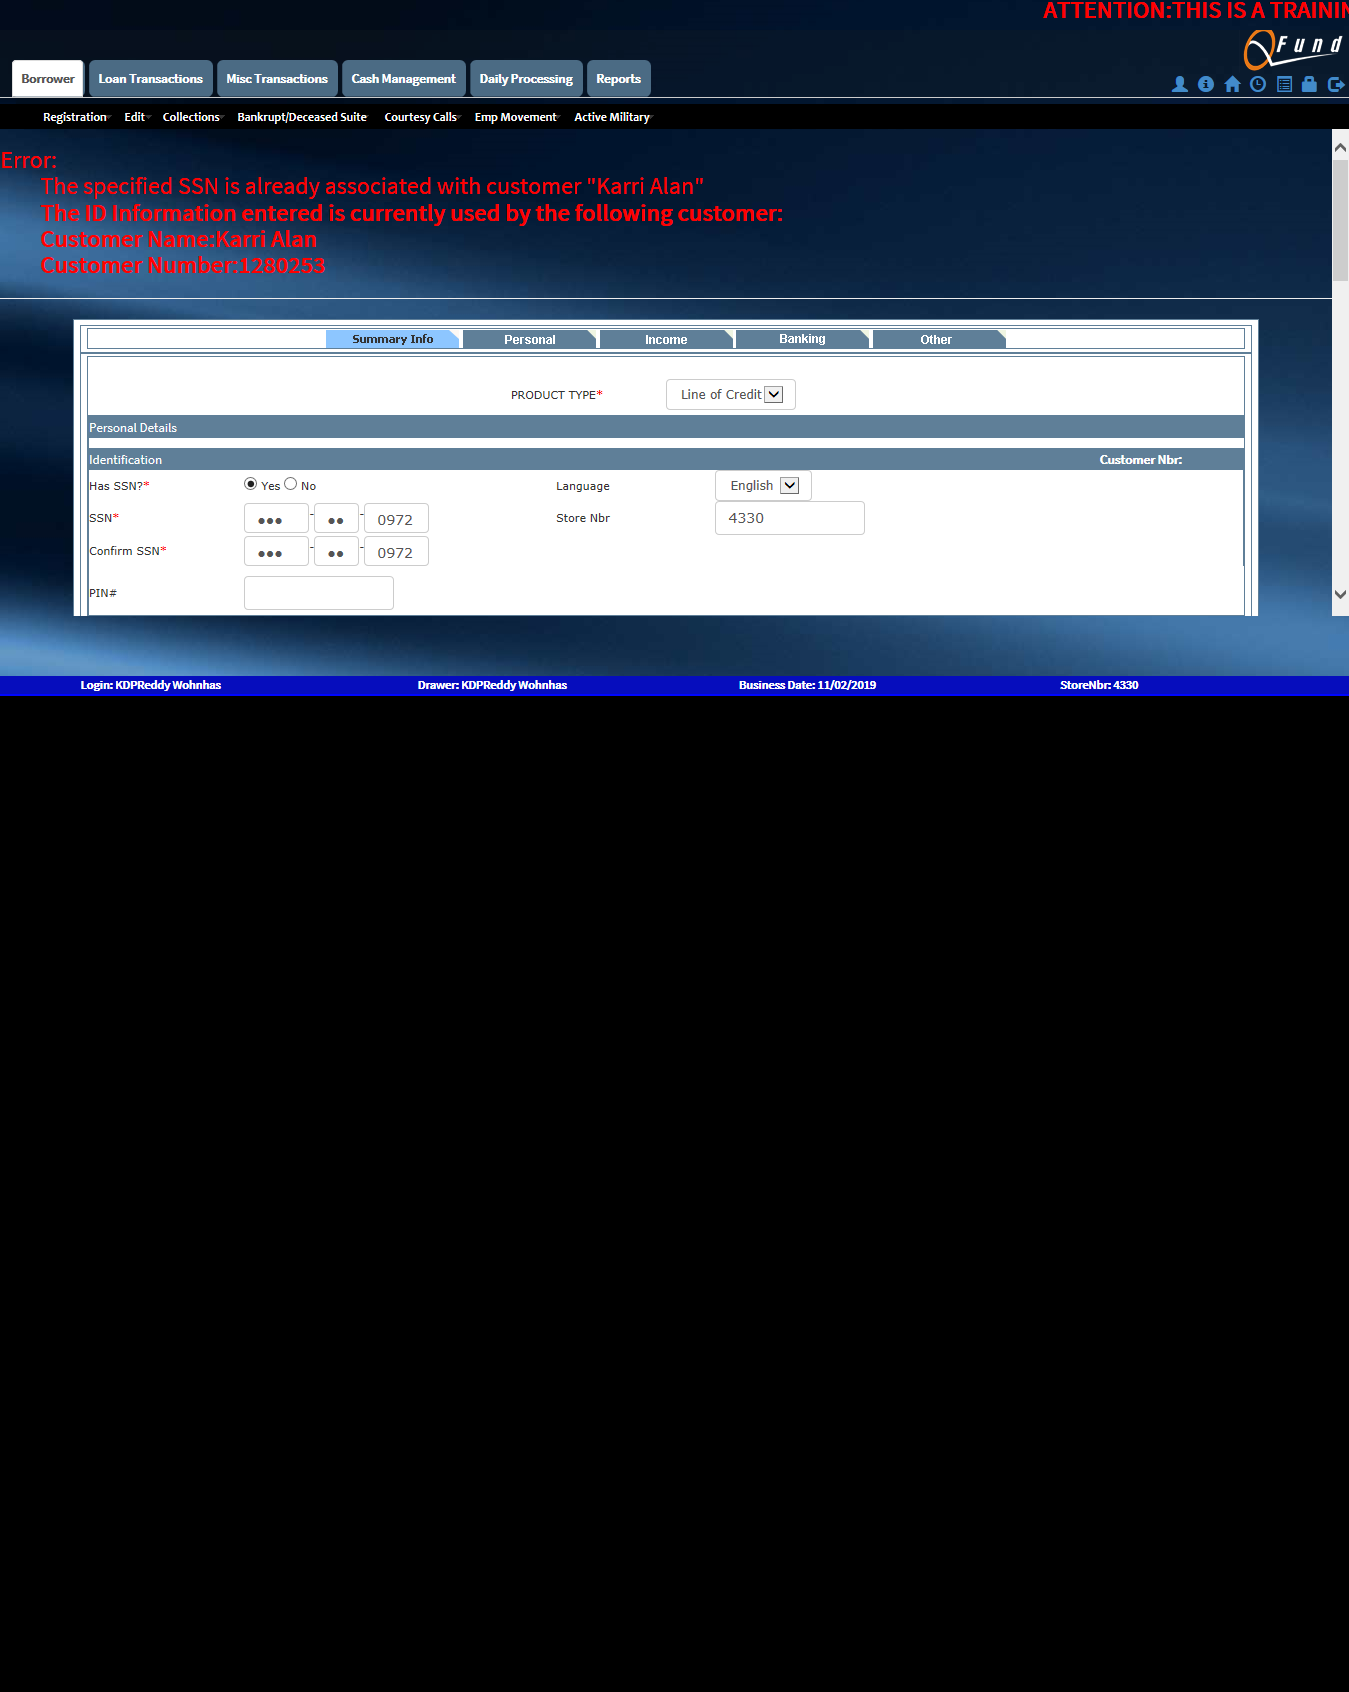 ATTENTION:THIS IS A TRAININ
QFund
Borrower Loan Transactions Misc Transactions Cash Management Daily Processing Reports
Registration Edit Collections Bankrupt/Deceased Suite Courtesy Calls Emp Movement Active Military
Error:
The specified SSN is already associated with customer "Karri Alan"
The ID Information entered is currently used by the following customer:
Customer Name:Karri Alan
Customer Number:1280253
Summary Info Personal Income Banking Other
PRODUCT TYPE* Line of Credit
Personal Details
Identification Customer Nbr:
Has SSN?* Yes No Language English
SSN* ●●● - ●● - 0972 Store Nbr 4330
Confirm SSN* ●●● - ●● - 0972
PIN#
Login: KDPReddy Wohnhas Drawer: KDPReddy Wohnhas Business Date: 11/02/2019 StoreNbr: 4330